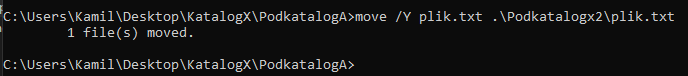 C:\Users\Kamil\Desktop\KatalogX\PodkatalogA>move /Y plik.txt .\Podkatalogx2\plik.txt
        1 file(s) moved.
C:\Users\Kamil\Desktop\KatalogX\PodkatalogA>